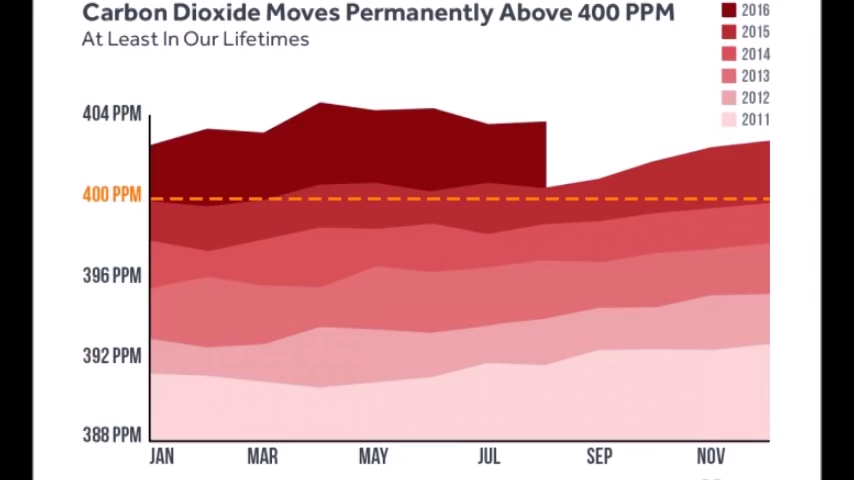 Carbon Dioxide Moves Permanently Above 400 PPM
At Least In Our Lifetimes
2016
2015
2014
2013
2012
2011
404 PPM
400 PPM
396 PPM
392 PPM
388 PPM
JAN MAR MAY JUL SEP NOV